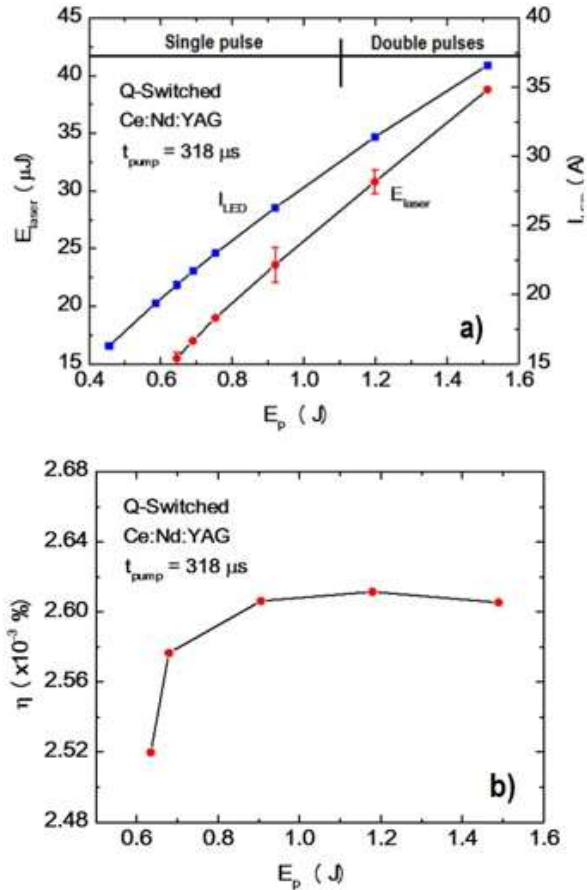 Single pulse
Double pulses
Q-Switched
Ce:Nd:YAG
t_pump = 318 μs
I_LED
E_laser
a)
45
40
35
30
25
20
15
E_laser (μJ)
40
35
30
25
20
15
(A)
0.4 0.6 0.8 1.0 1.2 1.4 1.6
E_p (J)
2.68
2.64
2.60
2.56
2.52
2.48
η (x10⁻³ %)
Q-Switched
Ce:Nd:YAG
t_pump = 318 μs
b)
0.6 0.8 1.0 1.2 1.4 1.6
E_p (J)